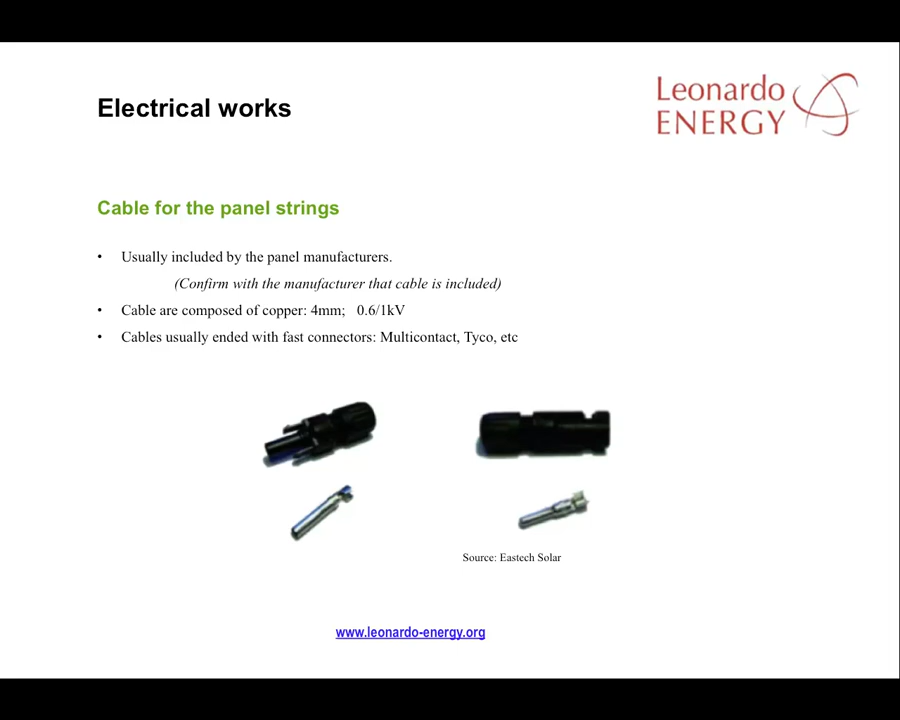 Leonardo
ENERGY
Electrical works
Cable for the panel strings
• Usually included by the panel manufacturers.
(Confirm with the manufacturer that cable is included)
• Cable are composed of copper: 4mm; 0.6/1kV
• Cables usually ended with fast connectors: Multicontact, Tyco, etc
Source: Eastech Solar
www.leonardo-energy.org